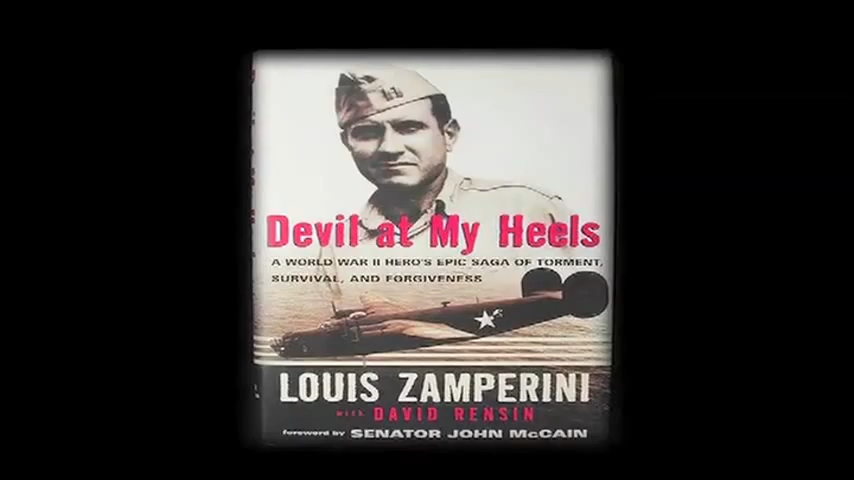 Devil at My Heels
A WORLD WAR II HERO'S EPIC SAGA OF TORMENT,
SURVIVAL, AND FORGIVENESS
LOUIS ZAMPERINI
WITH DAVID RENSIN
foreword by SENATOR JOHN McCAIN